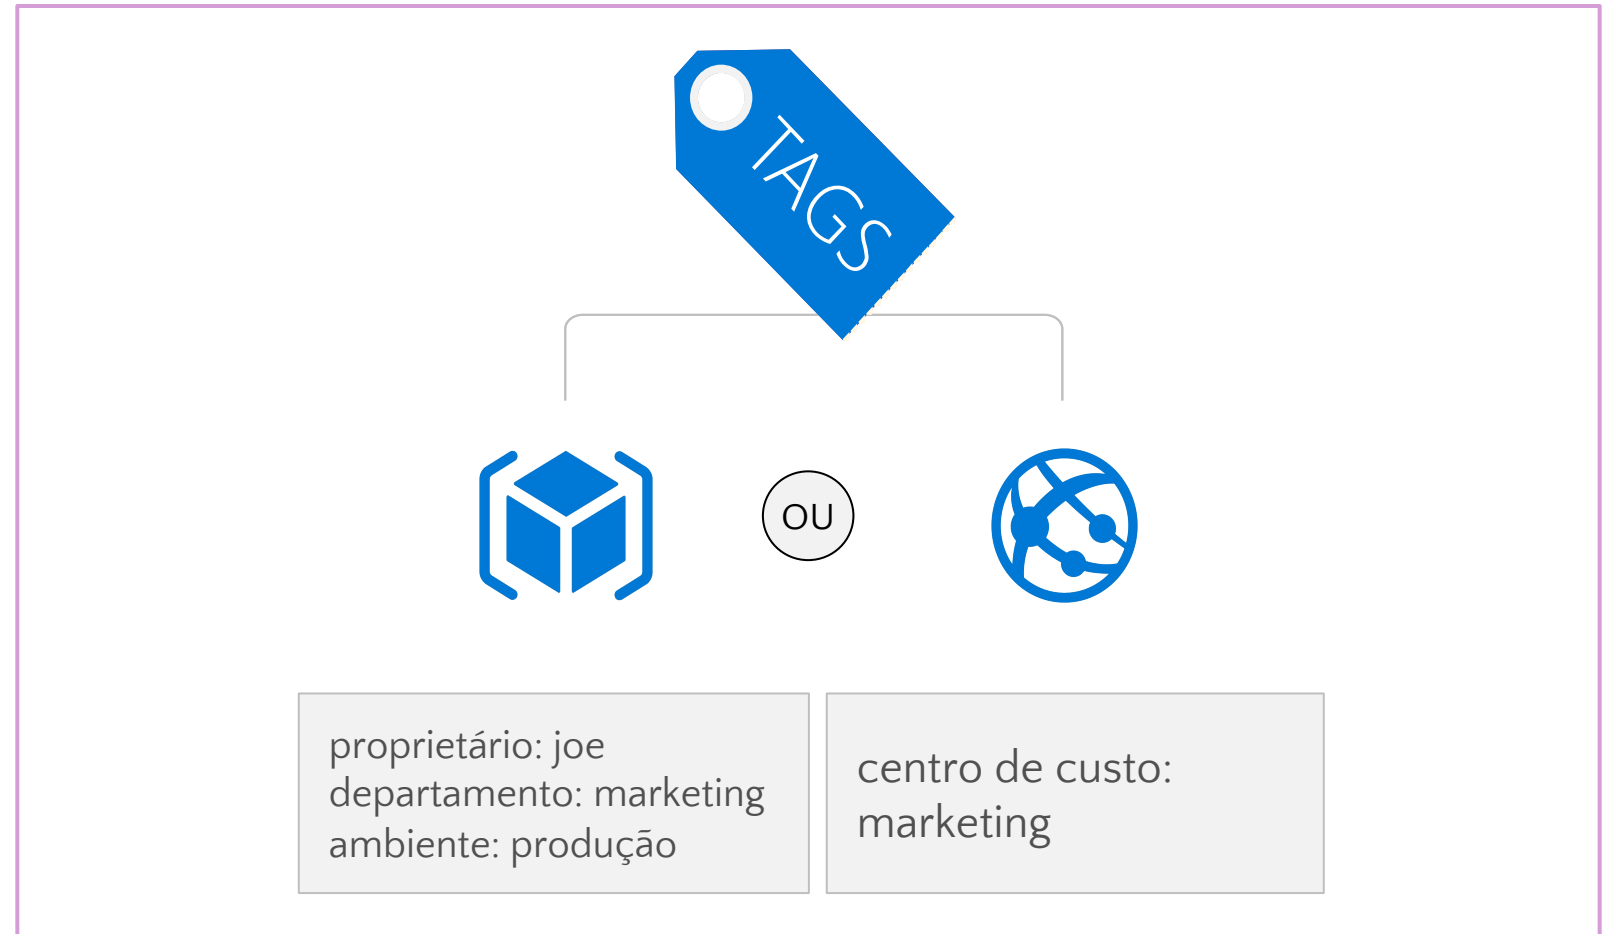 TAGS
OU
proprietário: joe
departamento: marketing
ambiente: produção
centro de custo:
marketing